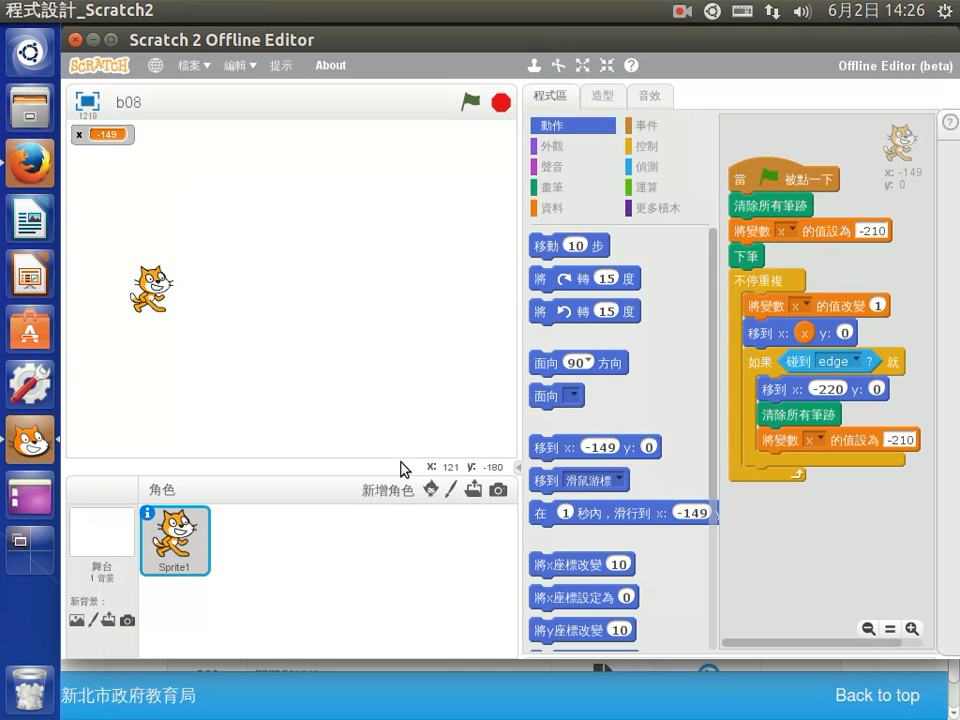 程式設計_Scratch2
6月2日 14:26
Scratch 2 Offline Editor
SCRATCH
檔案 編輯 提示 About
Offline Editor (beta)
1219
b08
x -149
x: 121 y: -180
角色
新增角色
舞台
1 背景
新背景:
Sprite1
程式區 造型 音效
動作 事件
外觀 控制
聲音 偵測
畫筆 運算
資料 更多積木
移動 10 步
將 轉 15 度
將 轉 15 度
面向 90 方向
面向
移到 x: -149 y: 0
移到 滑鼠游標
在 1 秒內，滑行到 x: -149
將x座標改變 10
將x座標設定為 0
將y座標改變 10
x: -149
y: 0
當 被點一下
清除所有筆跡
將變數 x 的值設為 -210
下筆
不停重複
將變數 x 的值改變 1
移到 x: x y: 0
如果 碰到 edge ? 就
移到 x: -220 y: 0
清除所有筆跡
將變數 x 的值設為 -210
新北市政府教育局
Back to top